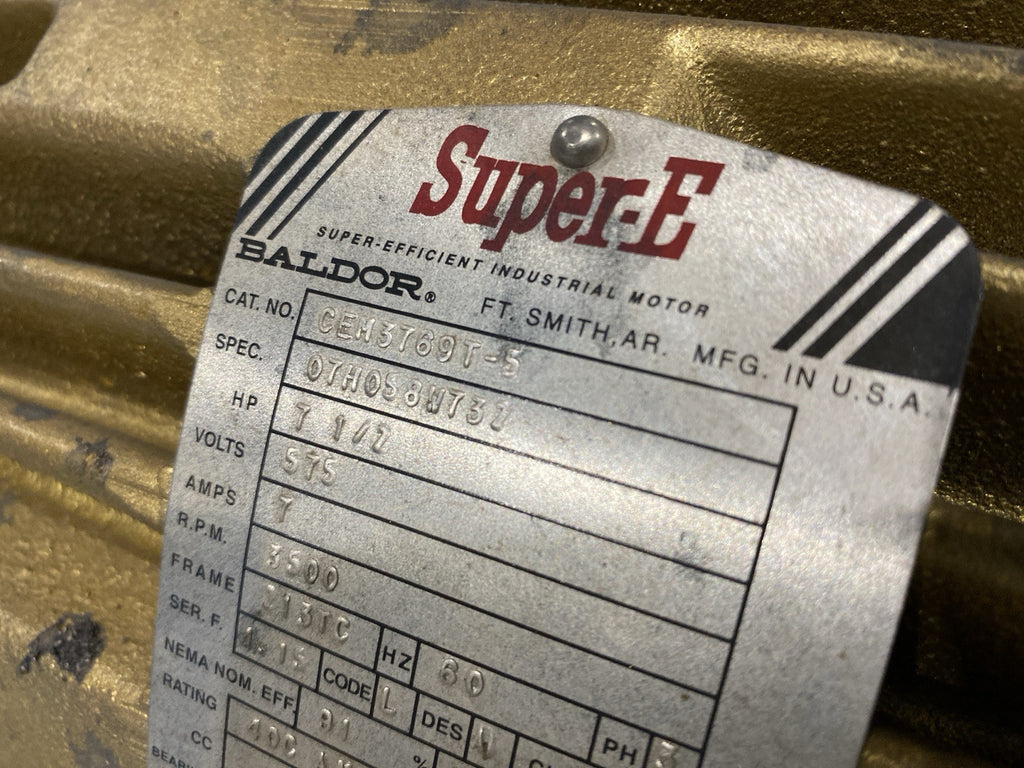 Super-E
SUPER-EFFICIENT INDUSTRIAL MOTOR
BALDOR® FT. SMITH, AR. MFG. IN U.S.A.
CAT. NO. CEM3769T-5
SPEC. 07H058W73Z
HP 7 1/2
VOLTS 575
AMPS 7
R.P.M. 3500
FRAME 213TC HZ 60 PH 3
SER. F. 1.15 CODE L DES
NEMA NOM. EFF. 91 %
RATING 40C
CC